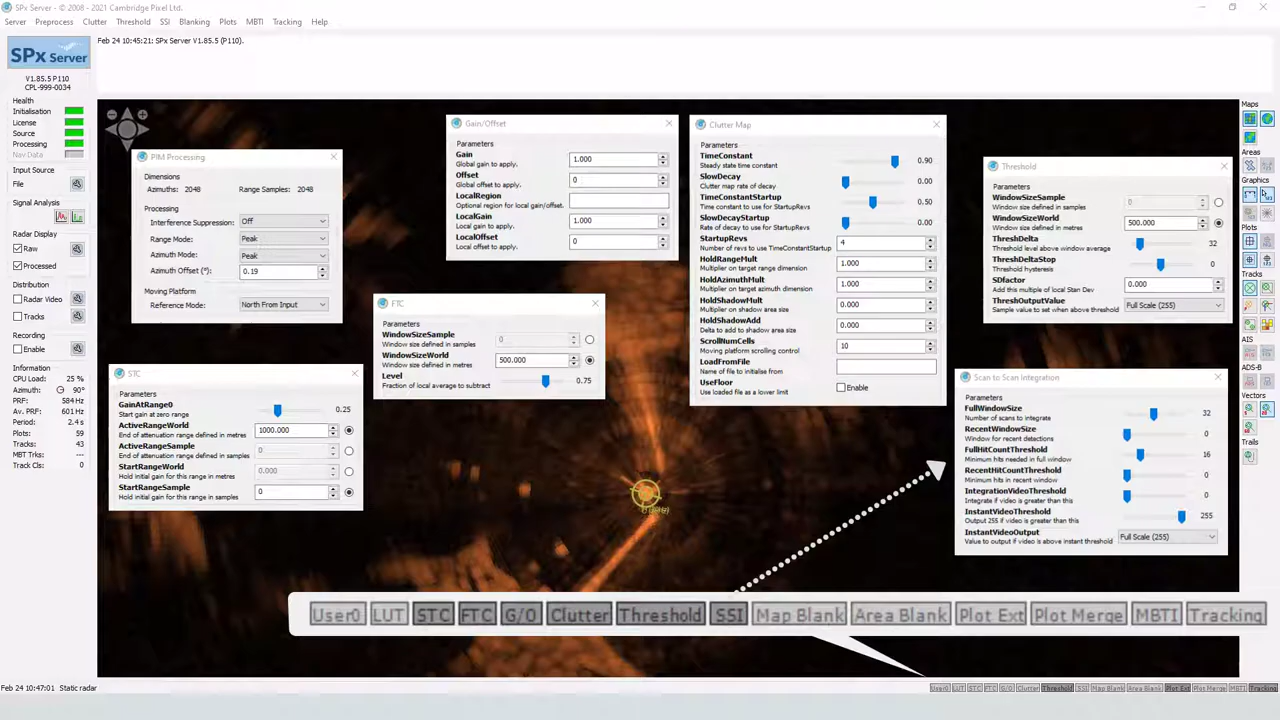 SPx Server - © 2008 - 2021 Cambridge Pixel Ltd.
Server Preprocess Clutter Threshold SSI Blanking Plots MBTI Tracking Help
SPx Server
V1.85.5 P110
CPL-999-0034
Health
Initialisation
License
Source
Processing
Nav Data
Input Source
File
Signal Analysis
Radar Display
Raw
Processed
Distribution
Radar Video
Tracks
Recording
Enable
Information
CPU Load: 25 %
Azimuth: 90°
PRF: 584 Hz
Av. PRF: 601 Hz
Period: 2.4 s
Plots: 59
Tracks: 43
MBT Trks: ---
Track Cls: 0
Feb 24 10:45:21: SPx Server V1.85.5 (P110).
PIM Processing
Dimensions
Azimuths: 2048 Range Samples: 2048
Processing
Interference Suppression: Off
Range Mode: Peak
Azimuth Mode: Peak
Azimuth Offset (°): 0.19
Moving Platform
Reference Mode: North From Input
STC
Parameters
GainAtRange0 0.25
Start gain at zero range
ActiveRangeWorld 1000.000
End of attenuation range defined in metres
ActiveRangeSample 0
End of attenuation range defined in samples
StartRangeWorld 0.000
Hold initial gain for this range in metres
StartRangeSample 0
Hold initial gain for this range in samples
Gain/Offset
Parameters
Gain 1.000
Global gain to apply.
Offset 0
Global offset to apply.
LocalRegion
Optional region for local gain/offset.
LocalGain 1.000
Local gain to apply.
LocalOffset 0
Local offset to apply.
FTC
Parameters
WindowSizeSample 0
Window size defined in samples
WindowSizeWorld 500.000
Window size defined in metres
Level 0.75
Fraction of local average to subtract
Clutter Map
Parameters
TimeConstant 0.90
Steady state time constant
SlowDecay 0.00
Clutter map rate of decay
TimeConstantStartup 0.50
Time constant to use for StartupRevs
SlowDecayStartup 0.00
Rate of decay to use for StartupRevs
StartupRevs 4
Number of revs to use TimeConstantStartup
HoldRangeMult 1.000
Multiplier on target range dimension
HoldAzimuthMult 1.000
Multiplier on target azimuth dimension
HoldShadowMult 0.000
Multiplier on shadow area size
HoldShadowAdd 0.000
Delta to add to shadow area size
ScrollNumCells 10
Moving platform scrolling control
LoadFromFile
Name of file to initialise from
UseFloor Enable
Use loaded file as a lower limit
Threshold
Parameters
WindowSizeSample 0
Window size defined in samples
WindowSizeWorld 500.000
Window size defined in metres
ThreshDelta 32
Threshold level above window average
ThreshDeltaStop 0
Threshold hysteresis
SDfactor 0.000
Add this multiple of local Stan Dev
ThreshOutputValue Full Scale (255)
Sample value to set when above threshold
Scan to Scan Integration
Parameters
FullWindowSize 32
Number of scans to integrate
RecentWindowSize 0
Window for recent detections
FullHitCountThreshold 16
Minimum hits needed in full window
RecentHitCountThreshold 0
Minimum hits in recent window
IntegrationVideoThreshold 0
Integrate if video is greater than this
InstantVideoThreshold 255
Output 255 if video is greater than this
InstantVideoOutput Full Scale (255)
Value to output if video is above instant threshold
Maps
Areas
Graphics
Plots
Tracks
AIS
ADS-B
Vectors
Trails
User0 LUT STC FTC G/O Clutter Threshold SSI Map Blank Area Blank Plot Ext Plot Merge MBTI Tracking
Feb 24 10:47:01 Static radar
User0 LUT STC FTC G/O Clutter Threshold SSI Map Blank Area Blank Plot Ext Plot Merge MBTI Tracking